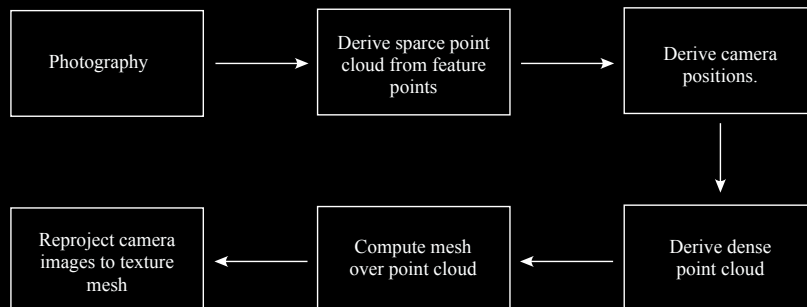 Photography
Derive sparce point
cloud from feature
points
Derive camera
positions.
Derive dense
point cloud
Compute mesh
over point cloud
Reproject camera
images to texture
mesh